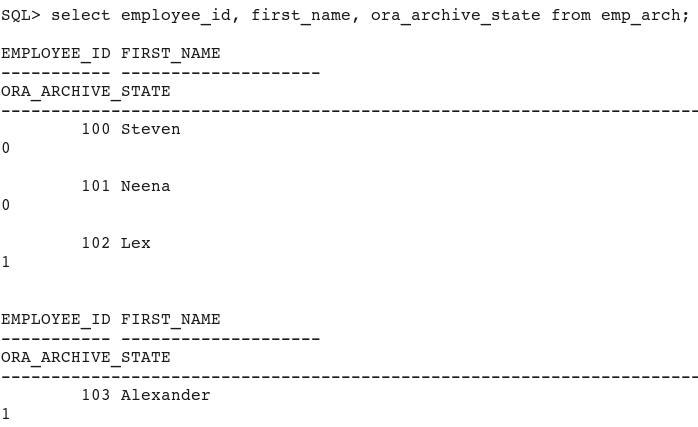 SQL> select employee_id, first_name, ora_archive_state from emp_arch;
EMPLOYEE_ID FIRST_NAME
----------- --------------------
ORA_ARCHIVE_STATE
--------------------------------------------------------------------------------
100 Steven
0
101 Neena
0
102 Lex
1
EMPLOYEE_ID FIRST_NAME
----------- --------------------
ORA_ARCHIVE_STATE
--------------------------------------------------------------------------------
103 Alexander
1